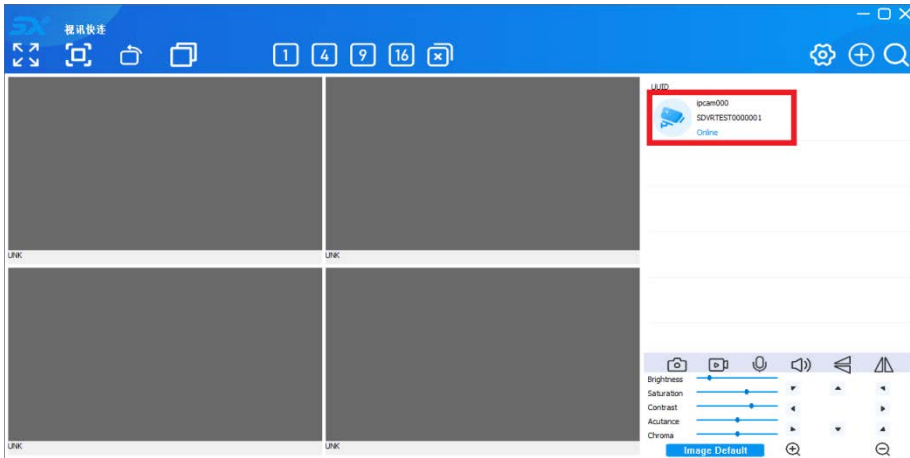 SX 视讯快连
1 4 9 16
UUID
ipcam000
SDVRTEST0000001
Online
UNK UNK
Brightness
Saturation
Contrast
Acutance
Chroma
Image Default
UNK UNK